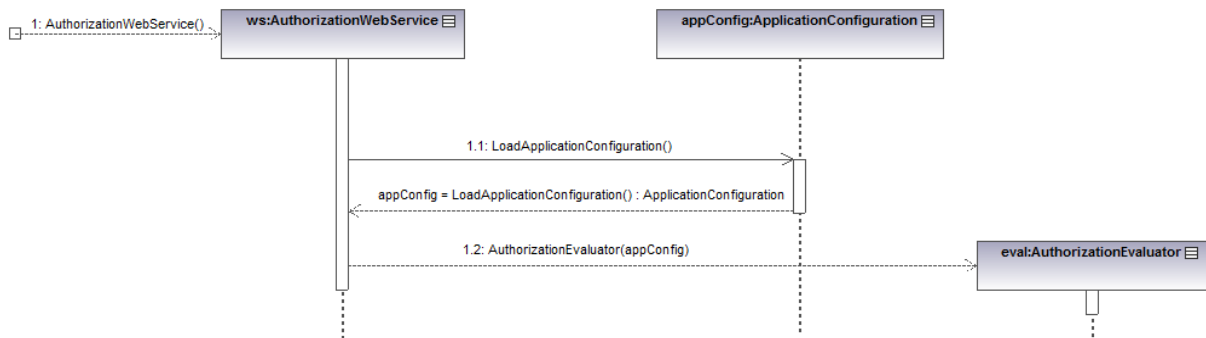 1: AuthorizationWebService()
ws:AuthorizationWebService
appConfig:ApplicationConfiguration
1.1: LoadApplicationConfiguration()
appConfig = LoadApplicationConfiguration() : ApplicationConfiguration
1.2: AuthorizationEvaluator(appConfig)
eval:AuthorizationEvaluator